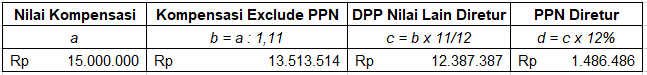 Nilai Kompensasi Kompensasi Exclude PPN DPP Nilai Lain Diretur PPN Diretur
a b = a : 1,11 c = b x 11/12 d = c x 12%
Rp 15.000.000 Rp 13.513.514 Rp 12.387.387 Rp 1.486.486